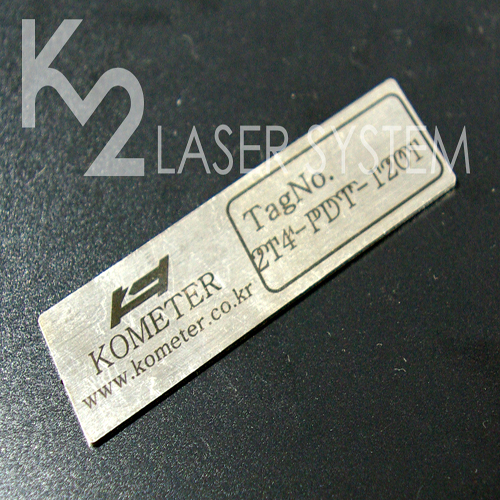 K2 LASER SYSTEM
TagNo.
2T4-PDT-120T
KOMETER
www.kometer.co.kr